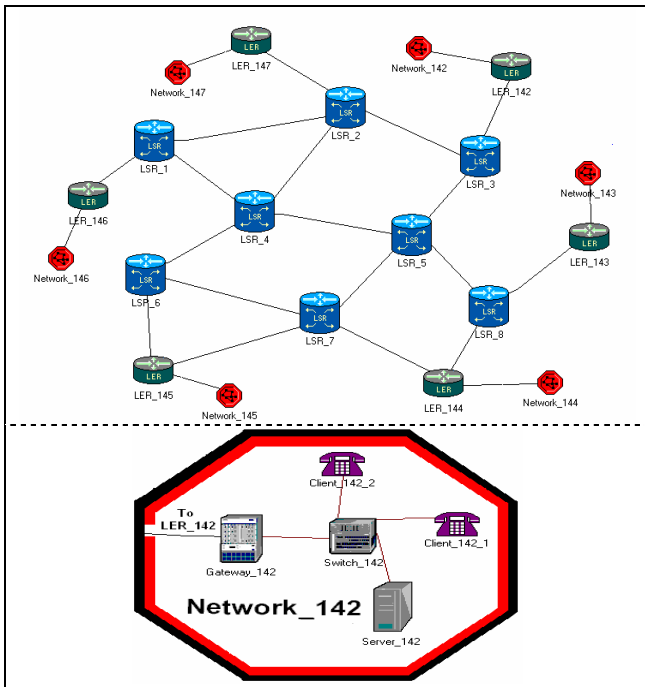 LER
LER_147
Network_147
Network_142
LER
LER_142
LSR
LSR_2
LSR
LSR_1
LSR
LSR_3
Network_143
LER
LER_146
LSR
LSR_4
LSR
LSR_5
LER
LER_143
Network_146
LSR
LSR_6
LSR
LSR_7
LSR
LSR_8
LER
LER_145
Network_145
LER
LER_144
Network_144
Client_142_2
To
LER_142
Gateway_142
Switch_142
Client_142_1
Network_142
Server_142